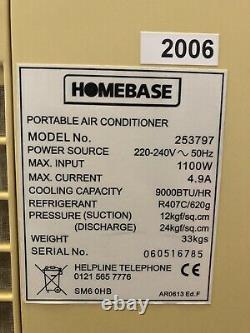 2006
HOMEBASE
PORTABLE AIR CONDITIONER
MODEL No. 253797
POWER SOURCE 220-240V ~ 50Hz
MAX. INPUT 1100W
MAX. CURRENT 4.9A
COOLING CAPACITY 9000BTU/HR
REFRIGERANT R407C/620g
PRESSURE (SUCTION) 12kgf/sq.cm
(DISCHARGE) 24kgf/sq.cm
WEIGHT 33kgs
SERIAL No. 060516785
HELPLINE TELEPHONE
0121 565 7776
SM6 0HB
AR0613 Ed.F